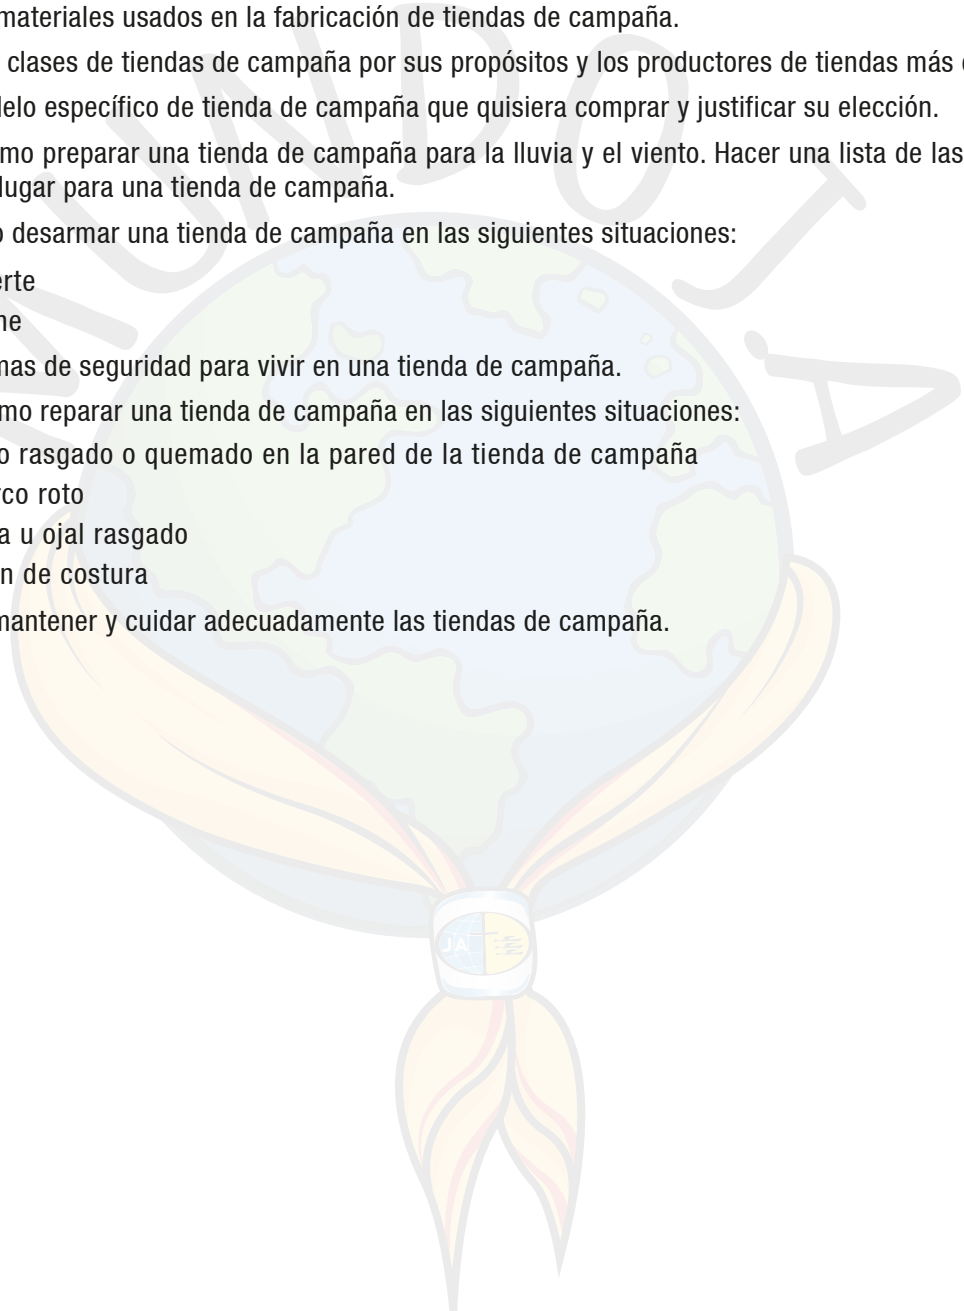 materiales usados en la fabricación de tiendas de campaña.
clases de tiendas de campaña por sus propósitos y los productores de tiendas más
elo específico de tienda de campaña que quisiera comprar y justificar su elección.
mo preparar una tienda de campaña para la lluvia y el viento. Hacer una lista de las
lugar para una tienda de campaña.
o desarmar una tienda de campaña en las siguientes situaciones:
erte
ne
mas de seguridad para vivir en una tienda de campaña.
mo reparar una tienda de campaña en las siguientes situaciones:
o rasgado o quemado en la pared de la tienda de campaña
rco roto
a u ojal rasgado
n de costura
mantener y cuidar adecuadamente las tiendas de campaña.
MUNDO JA
JA